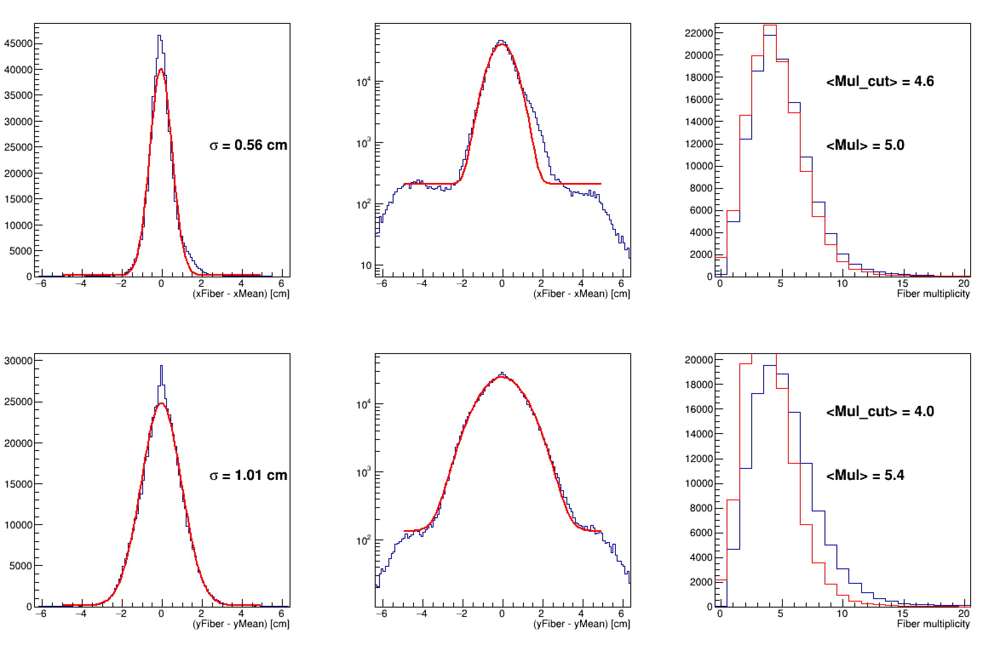 45000
40000
35000
30000
25000
20000
15000
10000
5000
0
−6 −4 −2 0 2 4 6
(xFiber - xMean) [cm]
σ = 0.56 cm
10⁴
10³
10²
10
−6 −4 −2 0 2 4 6
(xFiber - xMean) [cm]
22000
20000
18000
16000
14000
12000
10000
8000
6000
4000
2000
0
0 5 10 15 20
Fiber multiplicity
<Mul_cut> = 4.6
<Mul> = 5.0
30000
25000
20000
15000
10000
5000
0
−6 −4 −2 0 2 4 6
(yFiber - yMean) [cm]
σ = 1.01 cm
10⁴
10³
10²
−6 −4 −2 0 2 4 6
(yFiber - yMean) [cm]
20000
18000
16000
14000
12000
10000
8000
6000
4000
2000
0
0 5 10 15 20
Fiber multiplicity
<Mul_cut> = 4.0
<Mul> = 5.4